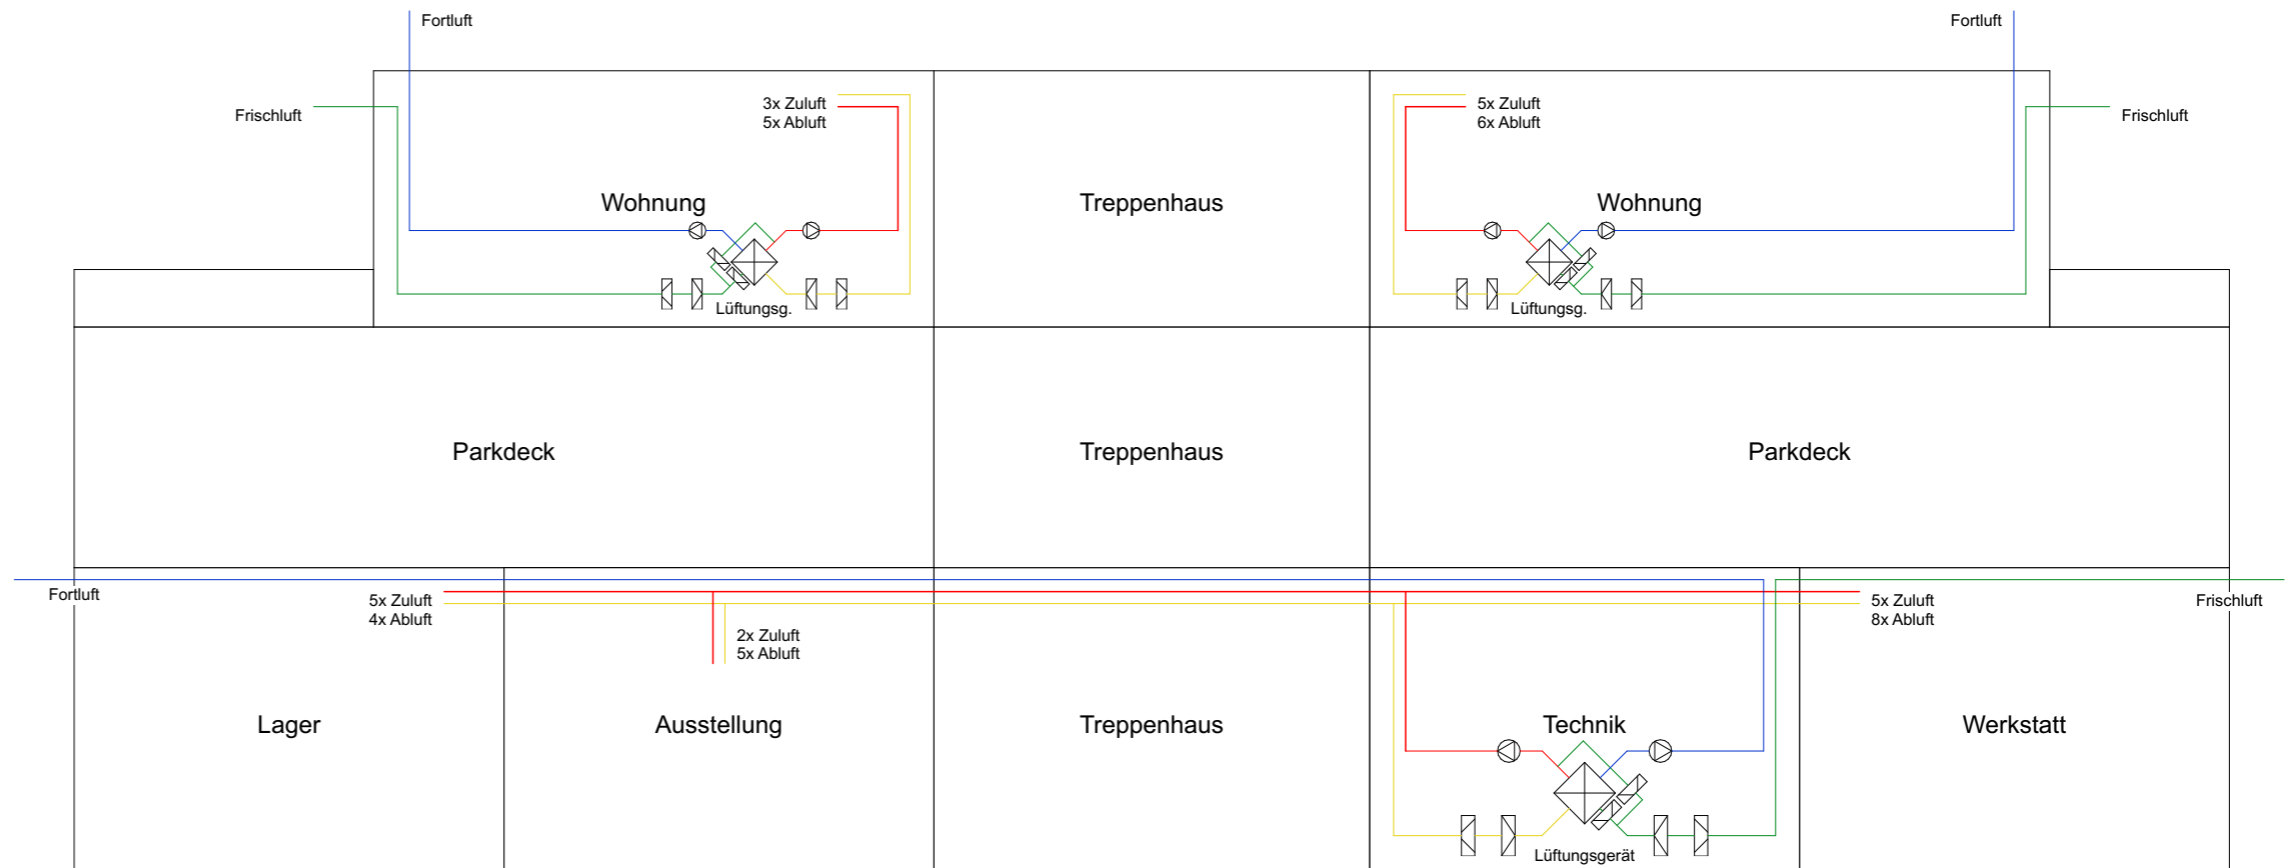 Fortluft
Fortluft
Frischluft
3x Zuluft
5x Abluft
5x Zuluft
6x Abluft
Frischluft
Wohnung
Treppenhaus
Wohnung
Lüftungsg.
Lüftungsg.
Parkdeck
Treppenhaus
Parkdeck
Fortluft
5x Zuluft
4x Abluft
2x Zuluft
5x Abluft
5x Zuluft
8x Abluft
Frischluft
Lager
Ausstellung
Treppenhaus
Technik
Werkstatt
Lüftungsgerät